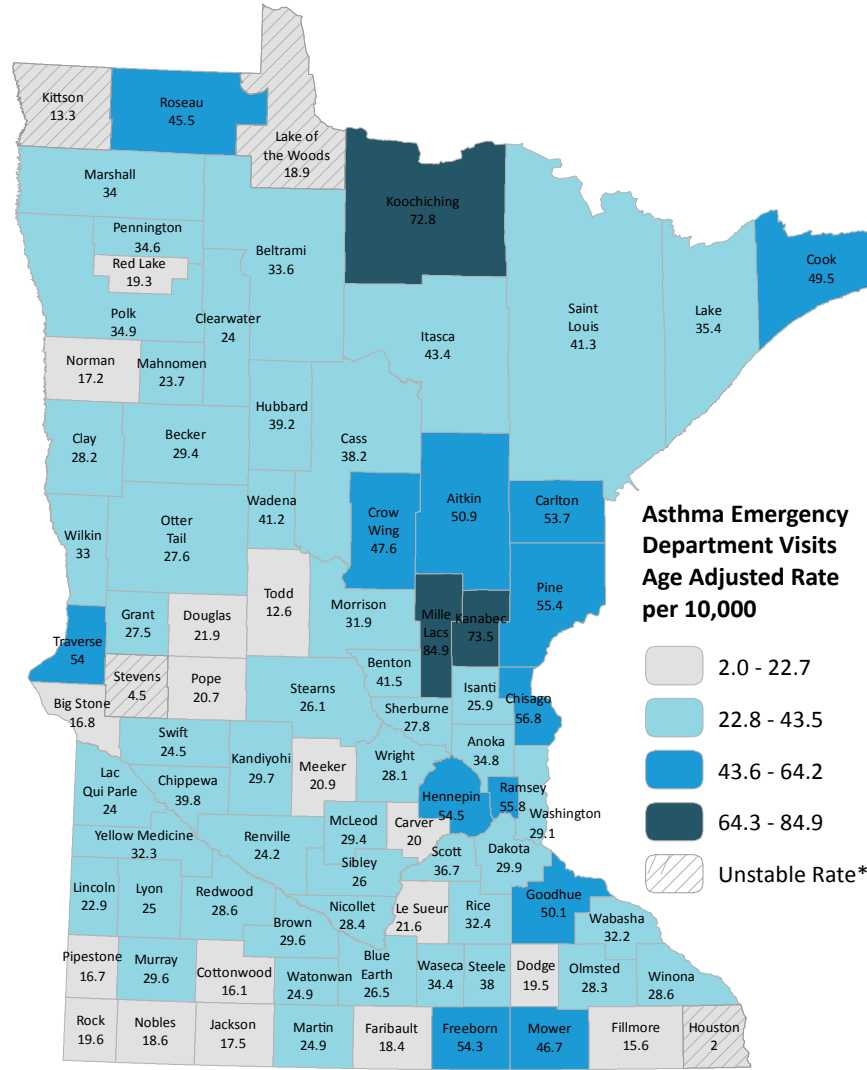 Kittson
13.3
Roseau
45.5
Lake of
the Woods
18.9
Marshall
34
Koochiching
72.8
Pennington
34.6
Red Lake
19.3
Beltrami
33.6
Cook
49.5
Polk
34.9
Clearwater
24
Itasca
43.4
Saint
Louis
41.3
Lake
35.4
Norman
17.2
Mahnomen
23.7
Hubbard
39.2
Cass
38.2
Clay
28.2
Becker
29.4
Wadena
41.2
Crow
Wing
47.6
Aitkin
50.9
Carlton
53.7
Wilkin
33
Otter
Tail
27.6
Pine
55.4
Todd
12.6
Morrison
31.9
Mille
Lacs
84.9
Kanabec
73.5
Traverse
54
Grant
27.5
Douglas
21.9
Stevens
4.5
Pope
20.7
Big Stone
16.8
Stearns
26.1
Benton
41.5
Isanti
25.9
Chisago
56.8
Sherburne
27.8
Swift
24.5
Kandiyohi
29.7
Meeker
20.9
Wright
28.1
Anoka
34.8
Lac
Qui Parle
24
Chippewa
39.8
Hennepin
54.5
Ramsey
55.8
Washington
29.1
Yellow Medicine
32.3
Renville
24.2
McLeod
29.4
Carver
20
Scott
36.7
Dakota
29.9
Sibley
26
Lincoln
22.9
Lyon
25
Redwood
28.6
Brown
29.6
Nicollet
28.4
Le Sueur
21.6
Rice
32.4
Goodhue
50.1
Wabasha
32.2
Pipestone
16.7
Murray
29.6
Cottonwood
16.1
Watonwan
24.9
Blue
Earth
26.5
Waseca
34.4
Steele
38
Dodge
19.5
Olmsted
28.3
Winona
28.6
Rock
19.6
Nobles
18.6
Jackson
17.5
Martin
24.9
Faribault
18.4
Freeborn
54.3
Mower
46.7
Fillmore
15.6
Houston
2
Asthma Emergency
Department Visits
Age Adjusted Rate
per 10,000
2.0 - 22.7
22.8 - 43.5
43.6 - 64.2
64.3 - 84.9
Unstable Rate*